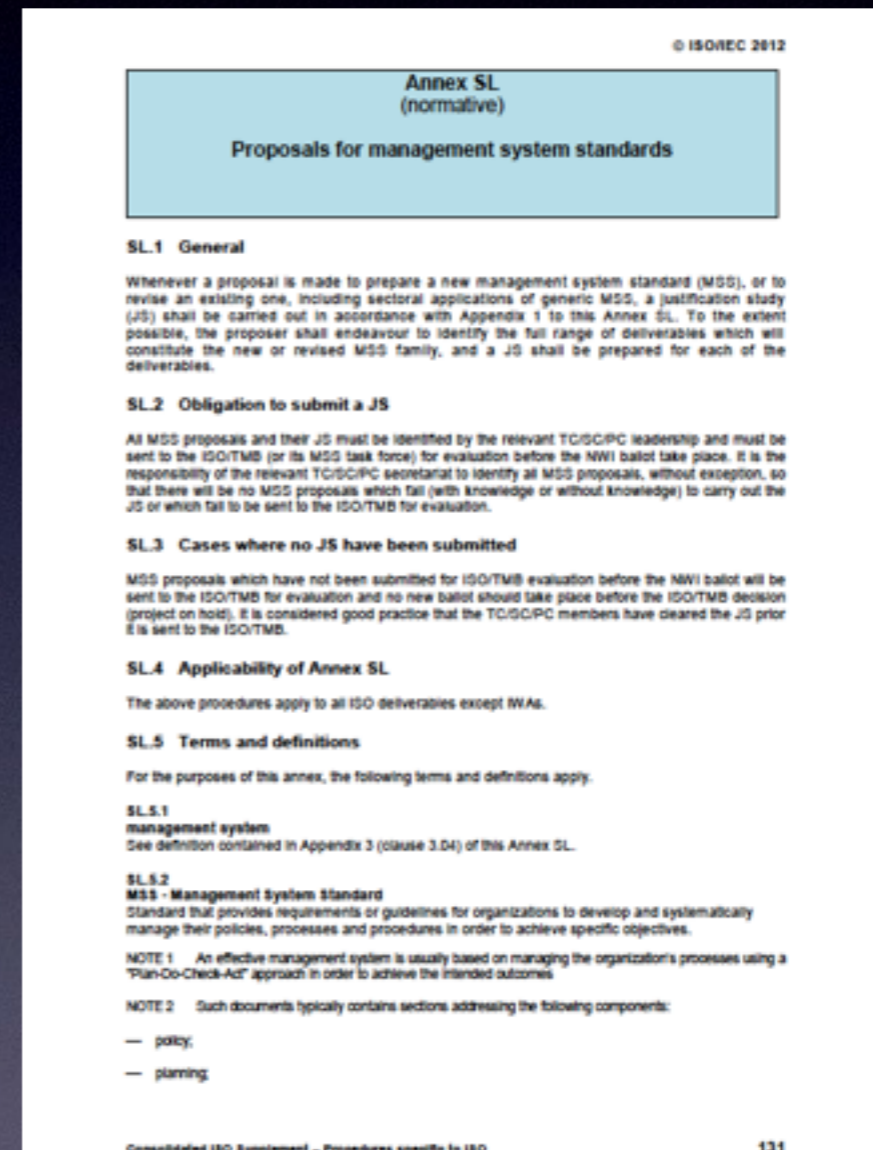 © ISO/IEC 2012
Annex SL
(normative)
Proposals for management system standards
SL.1 General
Whenever a proposal is made to prepare a new management system standard (MSS), or to
revise an existing one, including sectoral applications of generic MSS, a justification study
(JS) shall be carried out in accordance with Appendix 1 to this Annex SL. To the extent
possible, the proposer shall endeavour to identify the full range of deliverables which will
constitute the new or revised MSS family, and a JS shall be prepared for each of the
deliverables.
SL.2 Obligation to submit a JS
All MSS proposals and their JS must be identified by the relevant TC/SC/PC leadership and must be
sent to the ISO/TMB (or its MSS task force) for evaluation before the NWI ballot take place. It is the
responsibility of the relevant TC/SC/PC secretariat to identify all MSS proposals, without exception, so
that there will be no MSS proposals which fail (with knowledge or without knowledge) to carry out the
JS or which fail to be sent to the ISO/TMB for evaluation.
SL.3 Cases where no JS have been submitted
MSS proposals which have not been submitted for ISO/TMB evaluation before the NWI ballot will be
sent to the ISO/TMB for evaluation and no new ballot should take place before the ISO/TMB decision
(project on hold). It is considered good practice that the TC/SC/PC members have cleared the JS prior
it is sent to the ISO/TMB.
SL.4 Applicability of Annex SL
The above procedures apply to all ISO deliverables except IWAs.
SL.5 Terms and definitions
For the purposes of this annex, the following terms and definitions apply.
SL.5.1
management system
See definition contained in Appendix 3 (clause 3.04) of this Annex SL.
SL.5.2
MSS - Management System Standard
Standard that provides requirements or guidelines for organizations to develop and systematically
manage their policies, processes and procedures in order to achieve specific objectives.
NOTE 1 An effective management system is usually based on managing the organization's processes using a
"Plan-Do-Check-Act" approach in order to achieve the intended outcomes
NOTE 2 Such documents typically contains sections addressing the following components:
— policy;
— planning;
Consolidated ISO Supplement – Procedures specific to ISO 131